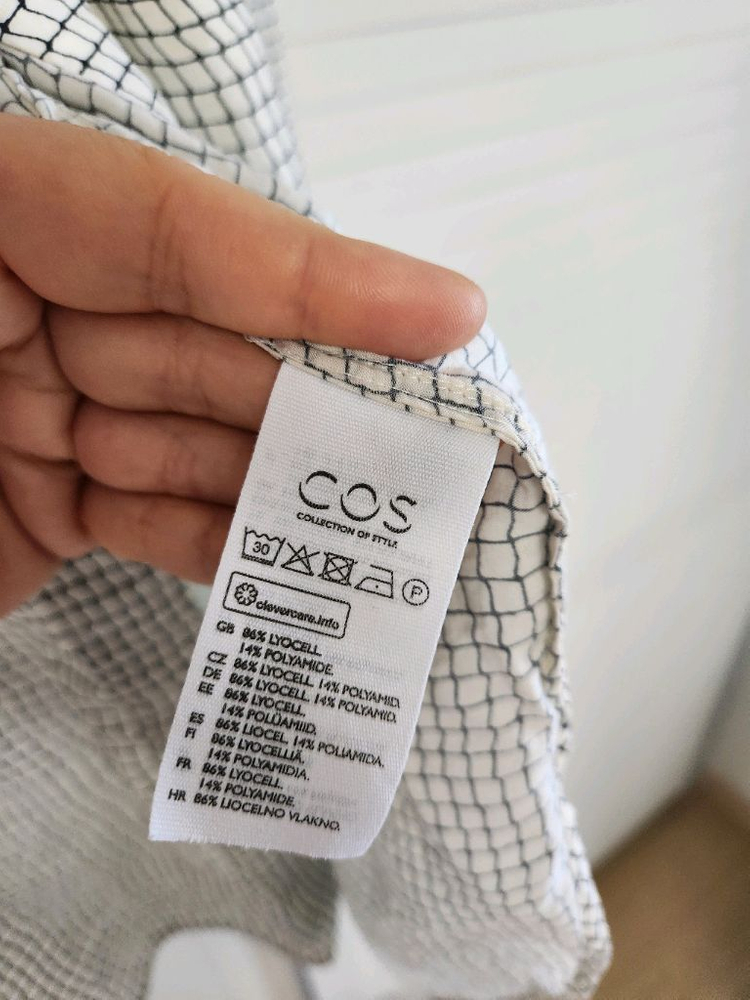 COS
COLLECTION OF STYLE
30
P
clevercare.info
GB 86% LYOCELL.
14% POLYAMIDE.
CZ 86% LYOCELL. 14% POLYAMID.
DE 86% LYOCELL. 14% POLYAMID.
EE 86% LYOCELL.
14% POLÜAMIID.
ES 86% LIOCEL. 14% POLIAMIDA.
FI 86% LYOCELLIÄ.
14% POLYAMIDIA.
FR 86% LYOCELL.
14% POLYAMIDE.
HR 86% LIOCELNO VLAKNO.